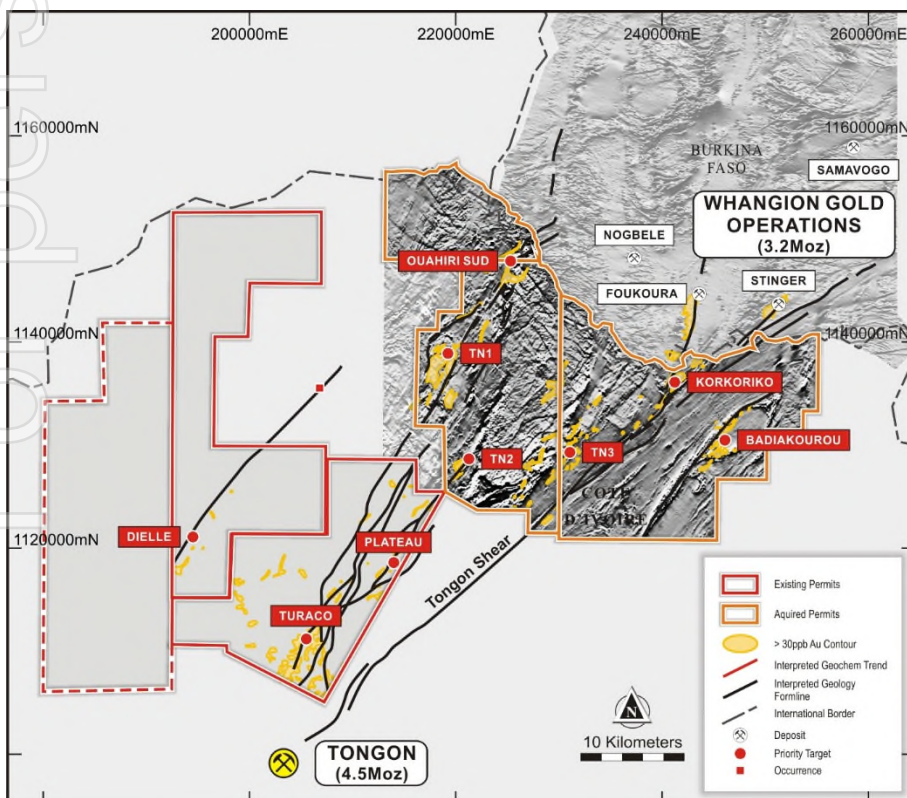 200000mE
220000mE
240000mE
260000mE
1160000mN
1160000mN
BURKINA
FASO
SAMAVOGO
WHANGION GOLD
OPERATIONS
(3.2Moz)
NOGBELE
OUAHIRI SUD
FOUKOURA
STINGER
1140000mN
1140000mN
TN1
KORKORIKO
BADIAKOUROU
TN2
TN3
COTE
D'IVOIRE
DIELLE
1120000mN
1120000mN
PLATEAU
Tongon Shear
TURACO
TONGON
(4.5Moz)
N
10 Kilometers
Existing Permits
Aquired Permits
> 30ppb Au Contour
Interpreted Geochem Trend
Interpreted Geology
Formline
International Border
Deposit
Priority Target
Occurrence